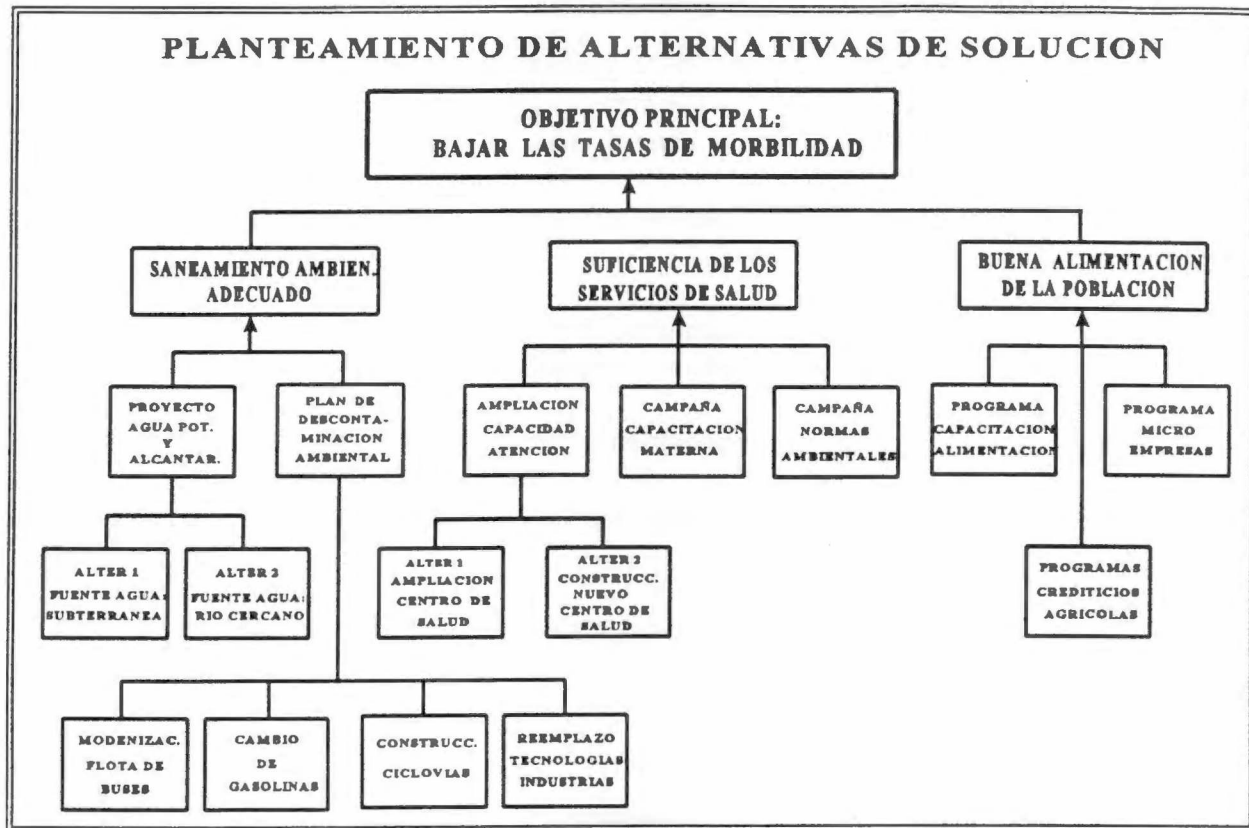 PLANTEAMIENTO DE ALTERNATIVAS DE SOLUCION
OBJETIVO PRINCIPAL:
BAJAR LAS TASAS DE MORBILIDAD
SANEAMIENTO AMBIEN.
ADECUADO
SUFICIENCIA DE LOS
SERVICIOS DE SALUD
BUENA ALIMENTACION
DE LA POBLACION
PROYECTO
AGUA POT.
Y
ALCANTAR.
PLAN DE
DESCONTA-
MINACION
AMBIENTAL
AMPLIACION
CAPACIDAD
ATENCION
CAMPAÑA
CAPACITACION
MATERNA
CAMPAÑA
NORMAS
AMBIENTALES
PROGRAMA
CAPACITACION
ALIMENTACION
PROGRAMA
MICRO
EMPRESAS
ALTER 1
FUENTE AGUA:
SUBTERRANEA
ALTER 2
FUENTE AGUA:
RIO CERCANO
ALTER 1
AMPLIACION
CENTRO DE
SALUD
ALTER 2
CONSTRUCC.
NUEVO
CENTRO DE
SALUD
PROGRAMAS
CREDITICIOS
AGRICOLAS
MODENIZAC.
FLOTA DE
BUSES
CAMBIO
DE
GASOLINAS
CONSTRUCC.
CICLOVIAS
REEMPLAZO
TECNOLOGIAS
INDUSTRIAS